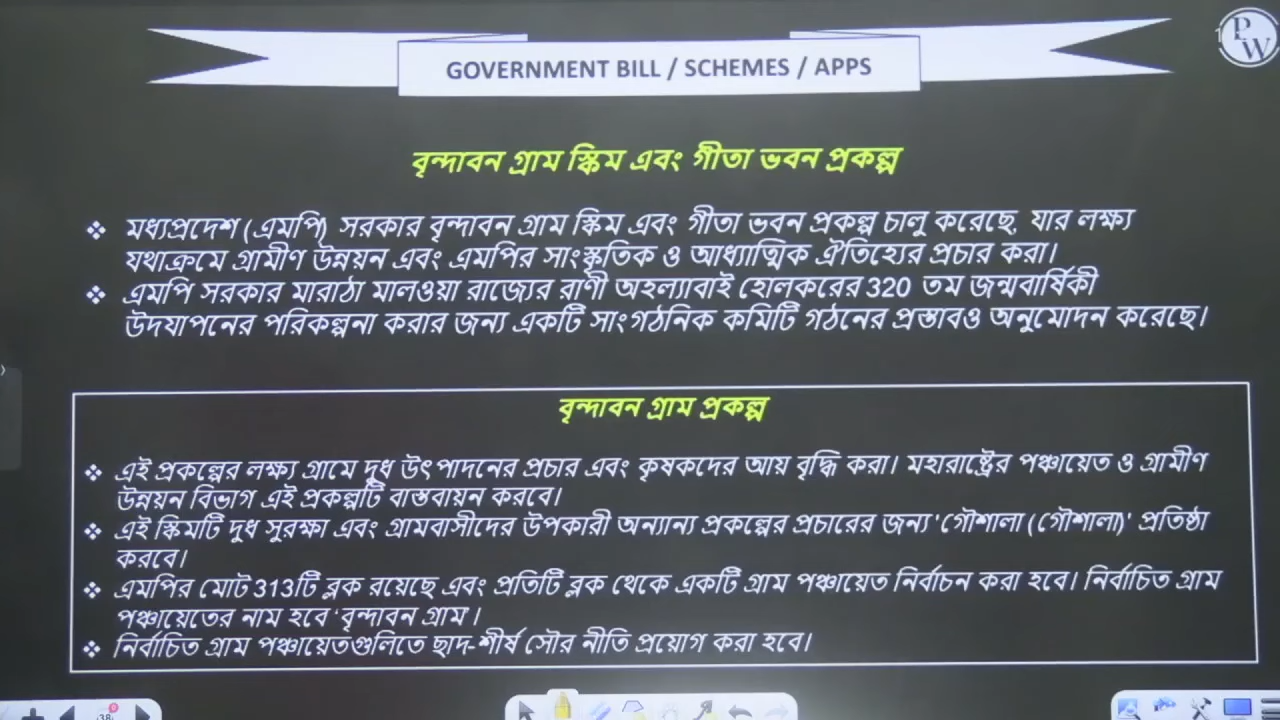 PW
GOVERNMENT BILL / SCHEMES / APPS
বৃন্দাবন গ্রাম স্কিম এবং গীতা ভবন প্রকল্প
❖ মধ্যপ্রদেশ (এমপি) সরকার বৃন্দাবন গ্রাম স্কিম এবং গীতা ভবন প্রকল্প চালু করেছে, যার লক্ষ্য
যথাক্রমে গ্রামীণ উন্নয়ন এবং এমপির সাংস্কৃতিক ও আধ্যাত্মিক ঐতিহ্যের প্রচার করা।
❖ এমপি সরকার মারাঠা মালওয়া রাজ্যের রাণী অহল্যাবাই হোলকরের 320 তম জন্মবার্ষিকী
উদযাপনের পরিকল্পনা করার জন্য একটি সাংগঠনিক কমিটি গঠনের প্রস্তাবও অনুমোদন করেছে।
বৃন্দাবন গ্রাম প্রকল্প
❖ এই প্রকল্পের লক্ষ্য গ্রামে দুধ উৎপাদনের প্রচার এবং কৃষকদের আয় বৃদ্ধি করা। মহারাষ্ট্রের পঞ্চায়েত ও গ্রামীণ
উন্নয়ন বিভাগ এই প্রকল্পটি বাস্তবায়ন করবে।
❖ এই স্কিমটি দুধ সুরক্ষা এবং গ্রামবাসীদের উপকারী অন্যান্য প্রকল্পের প্রচারের জন্য 'গৌশালা (গৌশালা)' প্রতিষ্ঠা
করবে।
❖ এমপির মোট 313টি ব্লক রয়েছে এবং প্রতিটি ব্লক থেকে একটি গ্রাম পঞ্চায়েত নির্বাচন করা হবে। নির্বাচিত গ্রাম
পঞ্চায়েতের নাম হবে 'বৃন্দাবন গ্রাম'।
❖ নির্বাচিত গ্রাম পঞ্চায়েতগুলিতে ছাদ-শীর্ষ সৌর নীতি প্রয়োগ করা হবে।
38